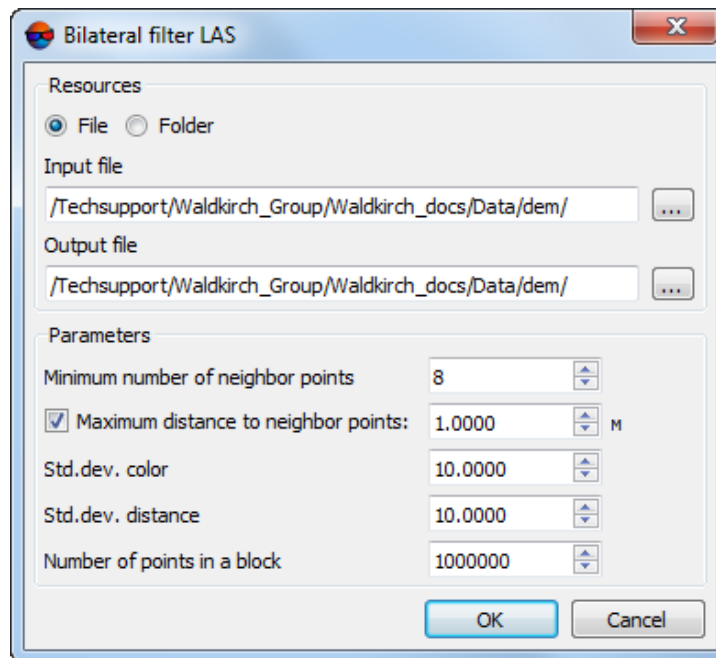 Bilateral filter LAS
Resources
File Folder
Input file
/Techsupport/Waldkirch_Group/Waldkirch_docs/Data/dem/ ...
Output file
/Techsupport/Waldkirch_Group/Waldkirch_docs/Data/dem/ ...
Parameters
Minimum number of neighbor points 8
Maximum distance to neighbor points: 1.0000 м
Std.dev. color 10.0000
Std.dev. distance 10.0000
Number of points in a block 1000000
OK Cancel